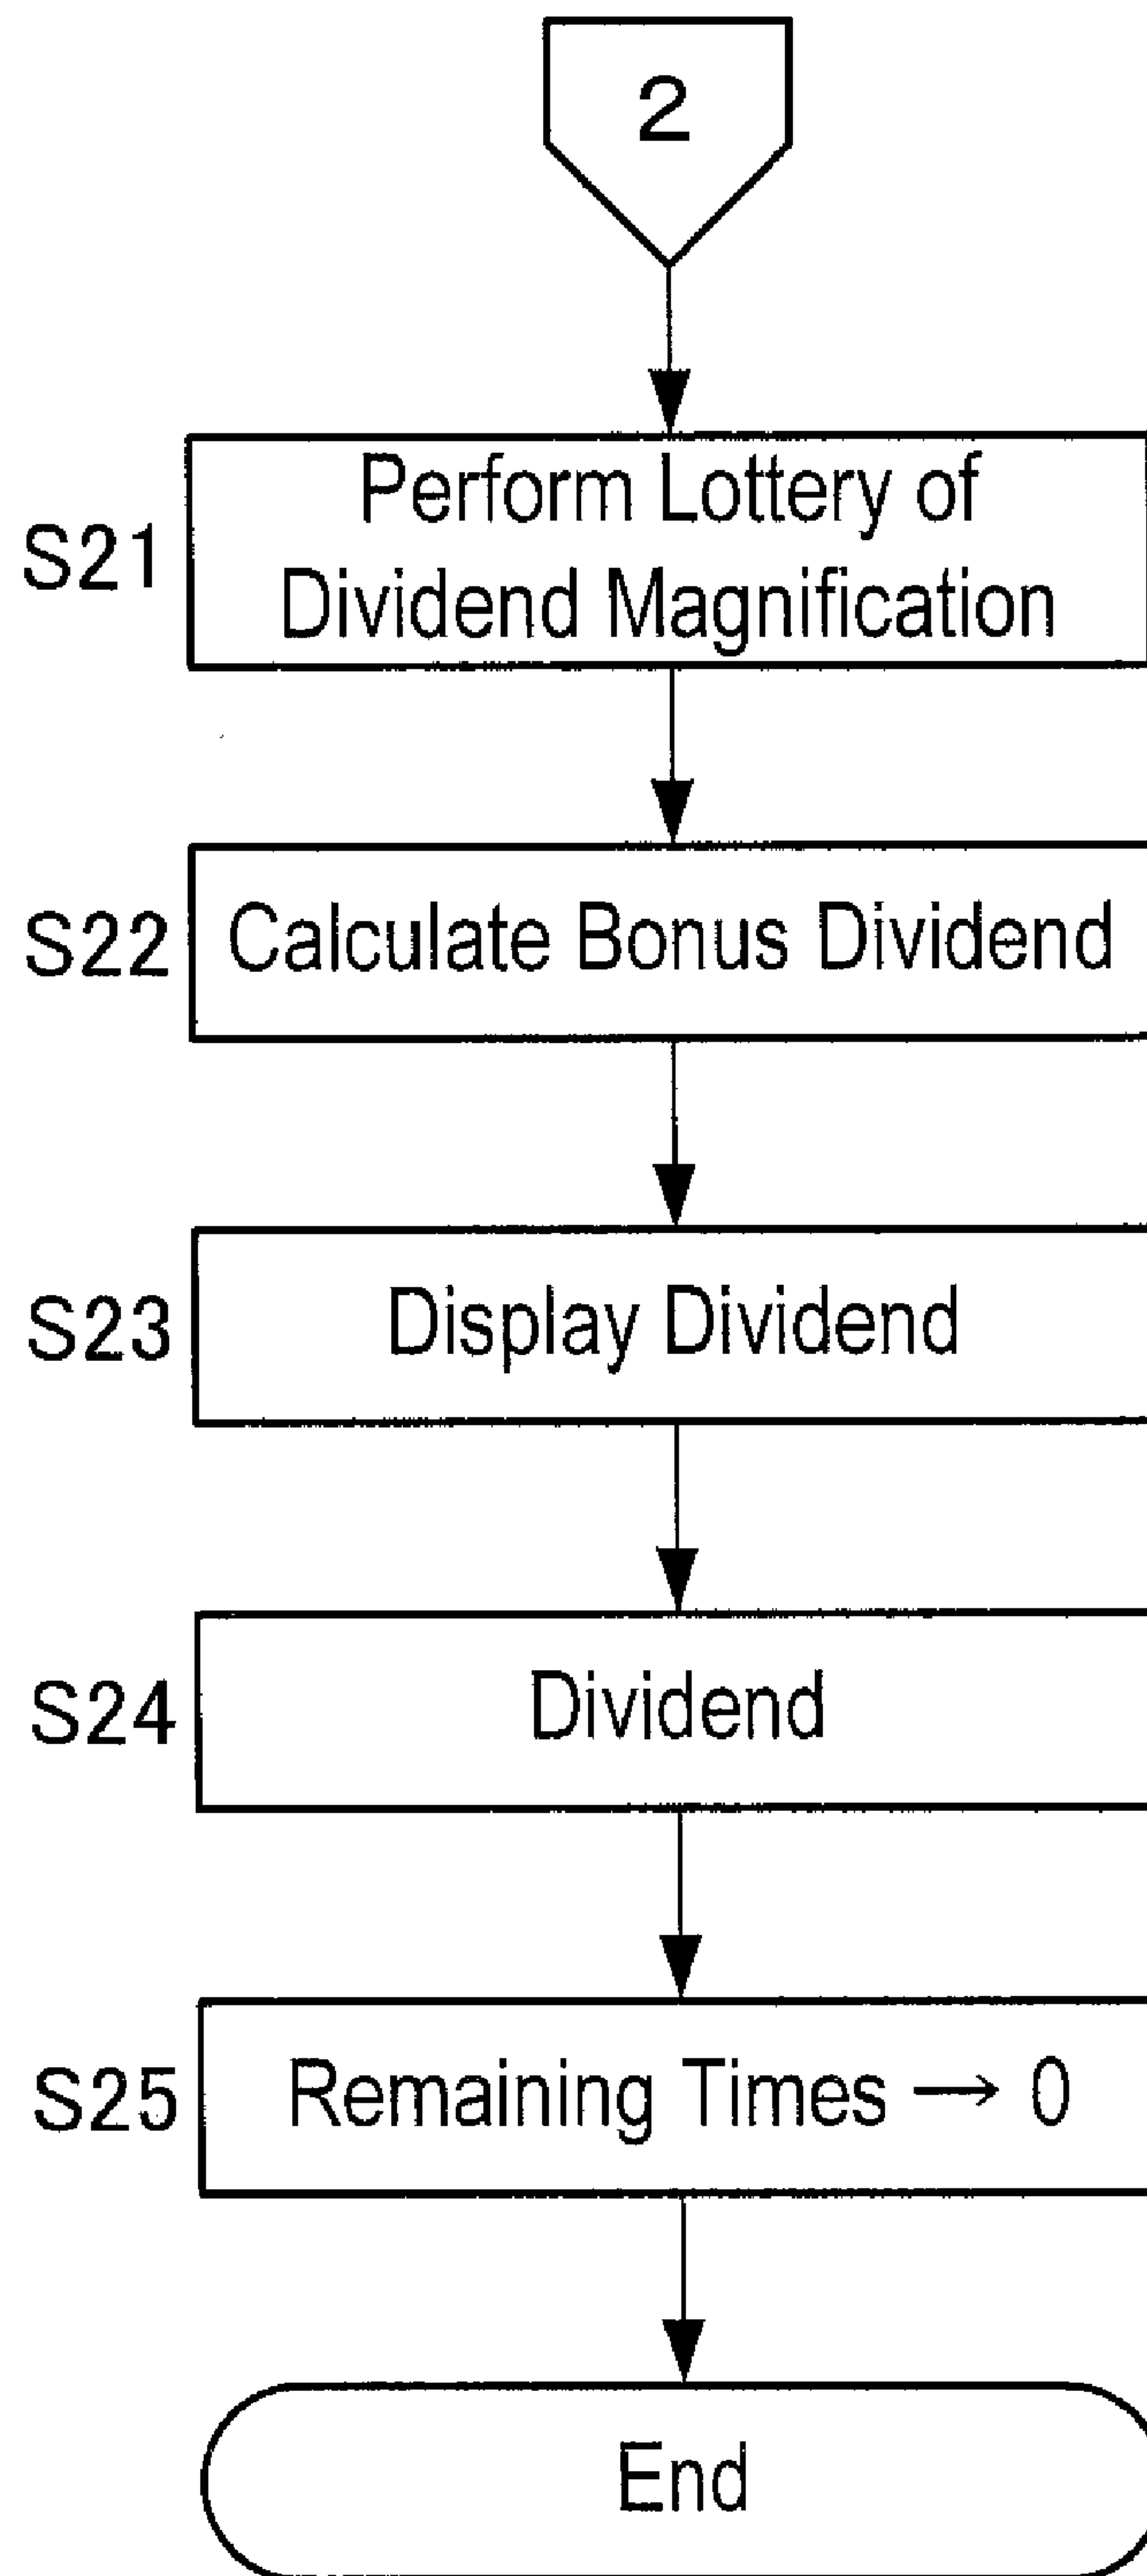 2
S21
Perform Lottery of
Dividend Magnification
S22
Calculate Bonus Dividend
S23
Display Dividend
S24
Dividend
S25
Remaining Times → 0
End